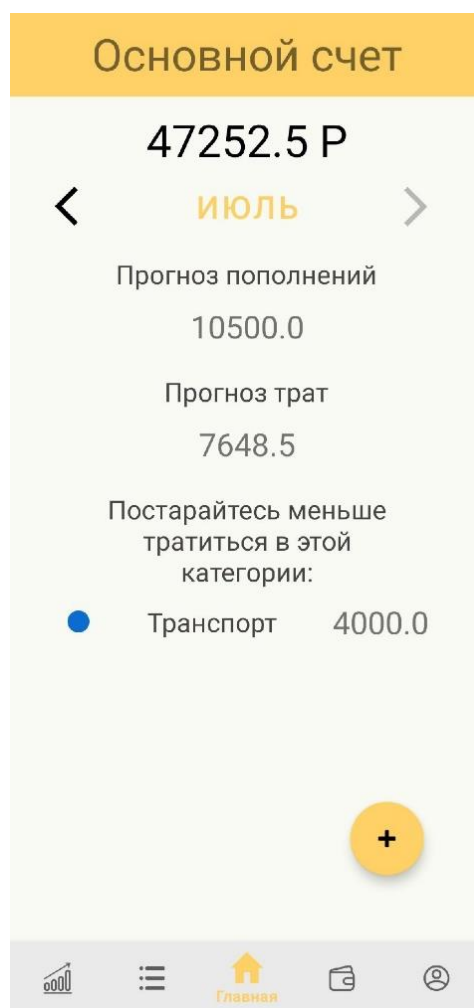 Основной счет
47252.5 Р
ИЮЛЬ
Прогноз пополнений
10500.0
Прогноз трат
7648.5
Постарайтесь меньше
тратиться в этой
категории:
Транспорт 4000.0
+
Главная